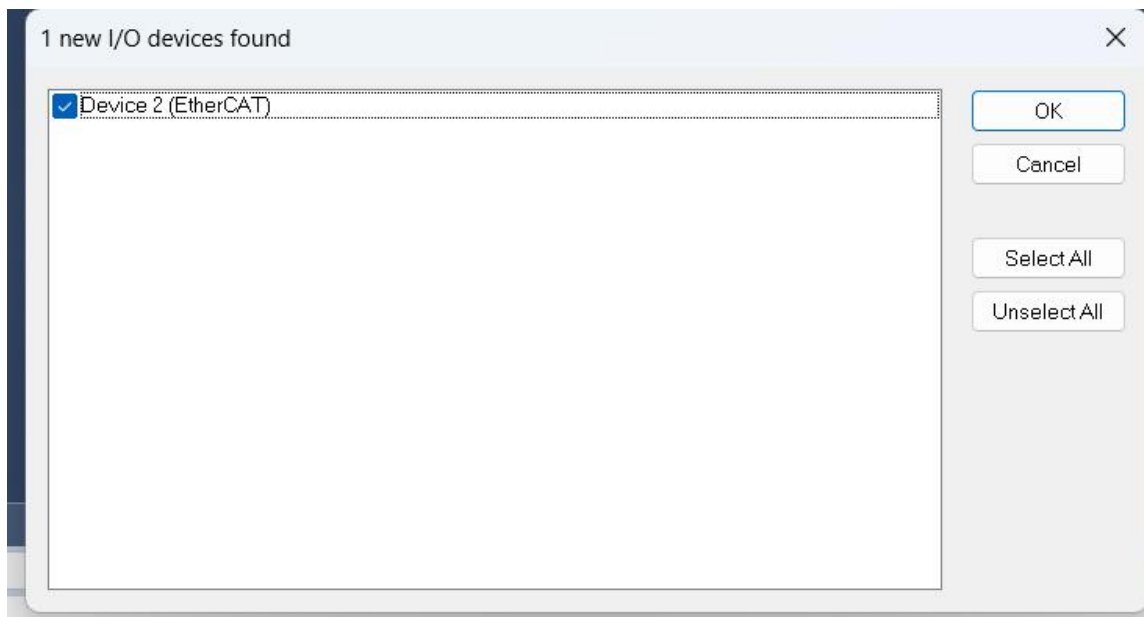 1 new I/O devices found
Device 2 (EtherCAT)
OK
Cancel
Select All
Unselect All